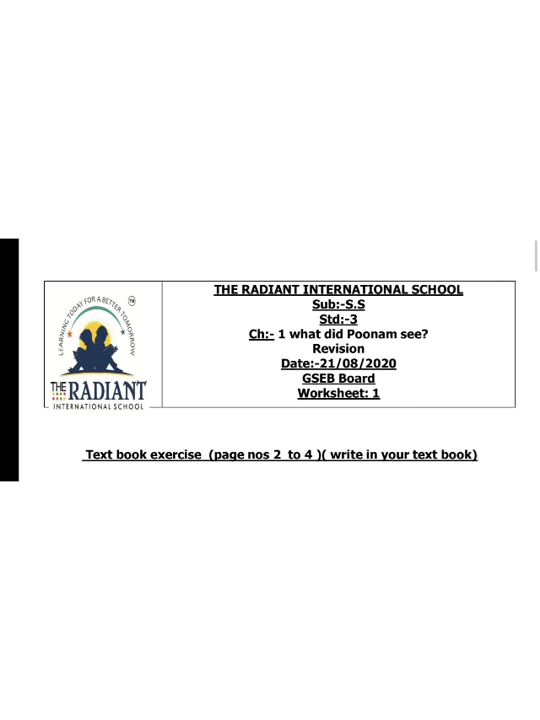 LEARNING TODAY FOR A BETTER TOMORROW
TM
THE RADIANT
INTERNATIONAL SCHOOL
THE RADIANT INTERNATIONAL SCHOOL
Sub:-S.S
Std:-3
Ch:- 1 what did Poonam see?
Revision
Date:-21/08/2020
GSEB Board
Worksheet: 1
Text book exercise (page nos 2 to 4 )( write in your text book)